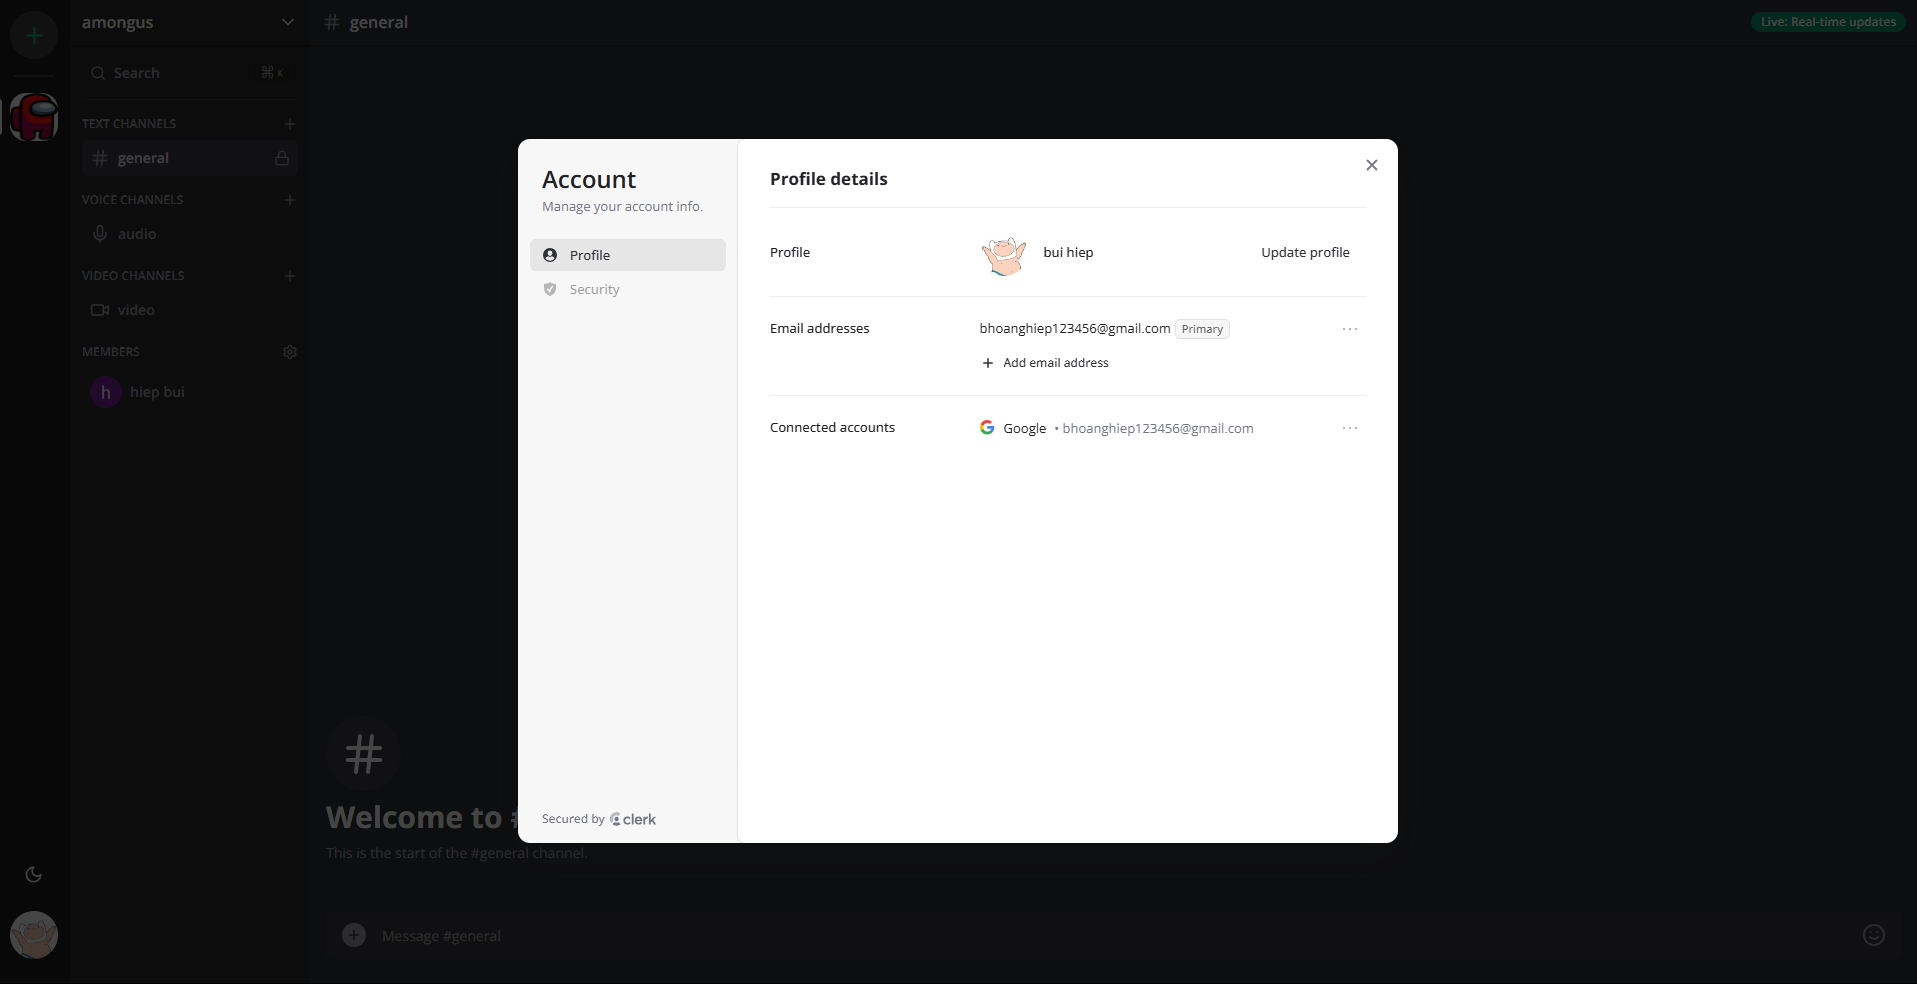 amongus
# general
Live: Real-time updates
Search
⌘ K
TEXT CHANNELS
# general
VOICE CHANNELS
audio
VIDEO CHANNELS
video
MEMBERS
h hiep bui
Account
Manage your account info.
Profile
Security
Secured by clerk
Profile details
Profile
bui hiep
Update profile
Email addresses
bhoanghiep123456@gmail.com Primary
+ Add email address
Connected accounts
Google • bhoanghiep123456@gmail.com
#
Welcome to #
This is the start of the #general channel.
Message #general